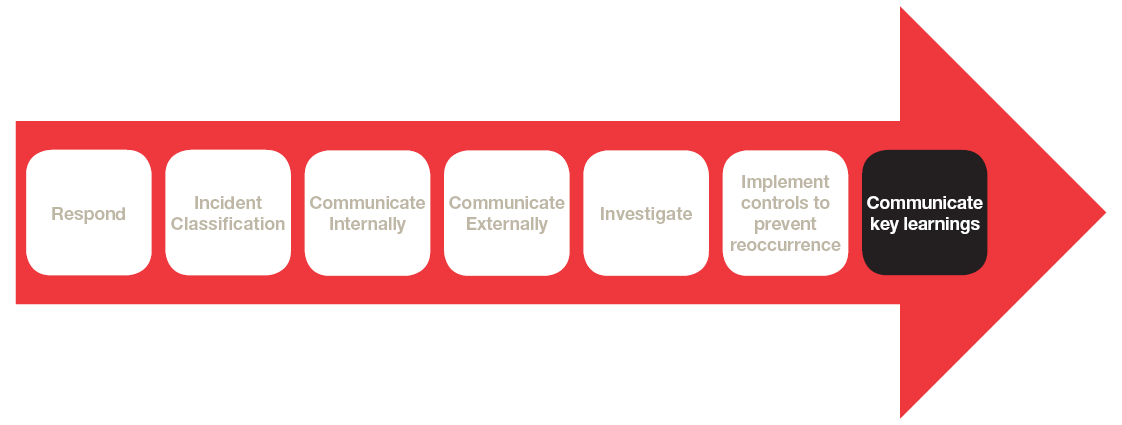 Respond
Incident
Classification
Communicate
Internally
Communicate
Externally
Investigate
Implement
controls to
prevent
reoccurrence
Communicate
key learnings